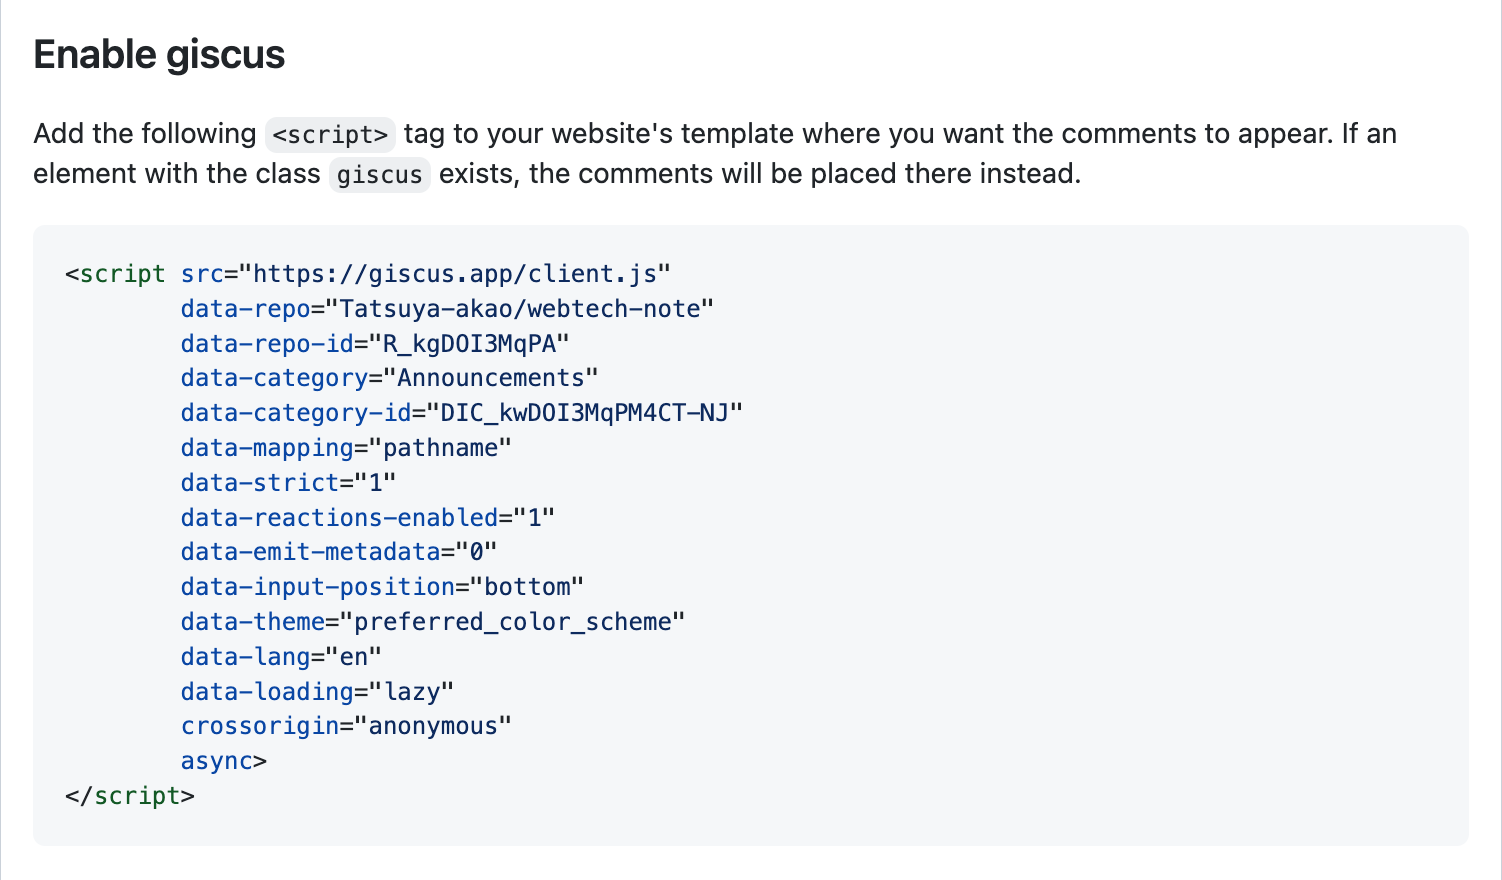 Enable giscus
Add the following <script> tag to your website's template where you want the comments to appear. If an
element with the class giscus exists, the comments will be placed there instead.
<script src="https://giscus.app/client.js"
data-repo="Tatsuya-akao/webtech-note"
data-repo-id="R_kgDOI3MqPA"
data-category="Announcements"
data-category-id="DIC_kwDOI3MqPM4CT-NJ"
data-mapping="pathname"
data-strict="1"
data-reactions-enabled="1"
data-emit-metadata="0"
data-input-position="bottom"
data-theme="preferred_color_scheme"
data-lang="en"
data-loading="lazy"
crossorigin="anonymous"
async>
</script>